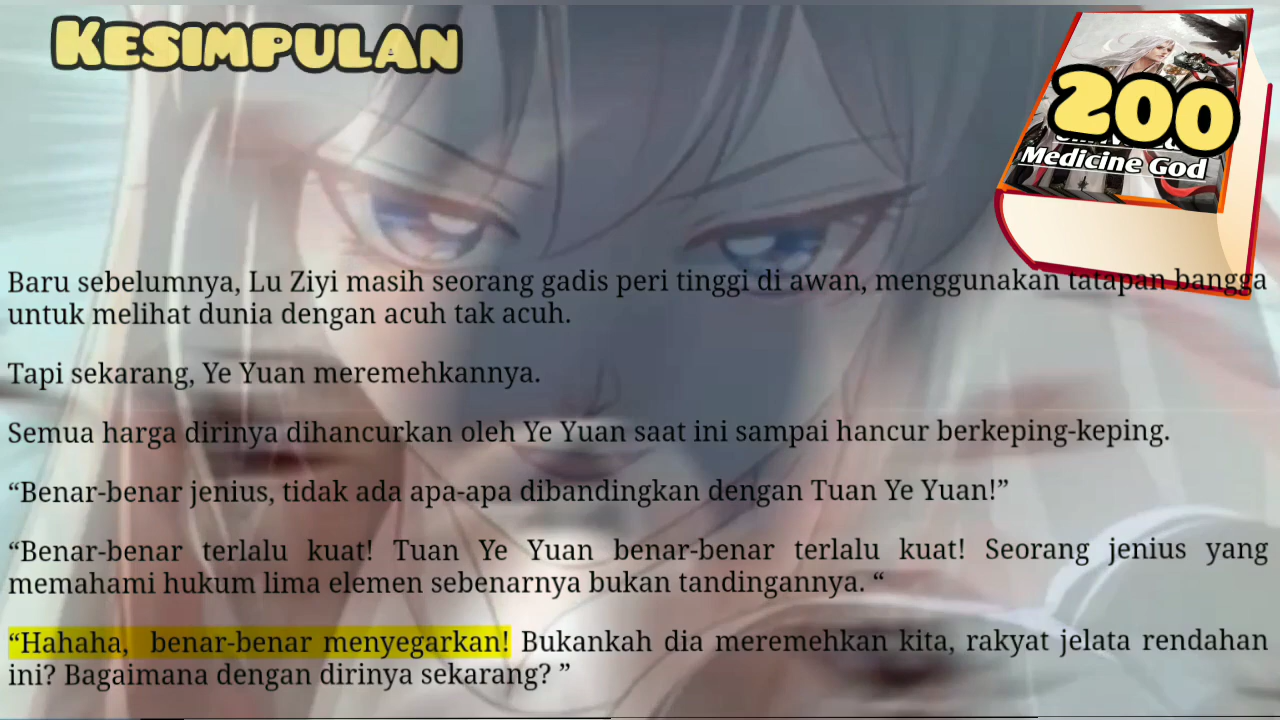 KESIMPULAN
200
Medicine God
Baru sebelumnya, Lu Ziyi masih seorang gadis peri tinggi di awan, menggunakan tatapan bangga
untuk melihat dunia dengan acuh tak acuh.
Tapi sekarang, Ye Yuan meremehkannya.
Semua harga dirinya dihancurkan oleh Ye Yuan saat ini sampai hancur berkeping-keping.
“Benar-benar jenius, tidak ada apa-apa dibandingkan dengan Tuan Ye Yuan!”
“Benar-benar terlalu kuat! Tuan Ye Yuan benar-benar terlalu kuat! Seorang jenius yang
memahami hukum lima elemen sebenarnya bukan tandingannya. “
“Hahaha, benar-benar menyegarkan! Bukankah dia meremehkan kita, rakyat jelata rendahan
ini? Bagaimana dengan dirinya sekarang? ”